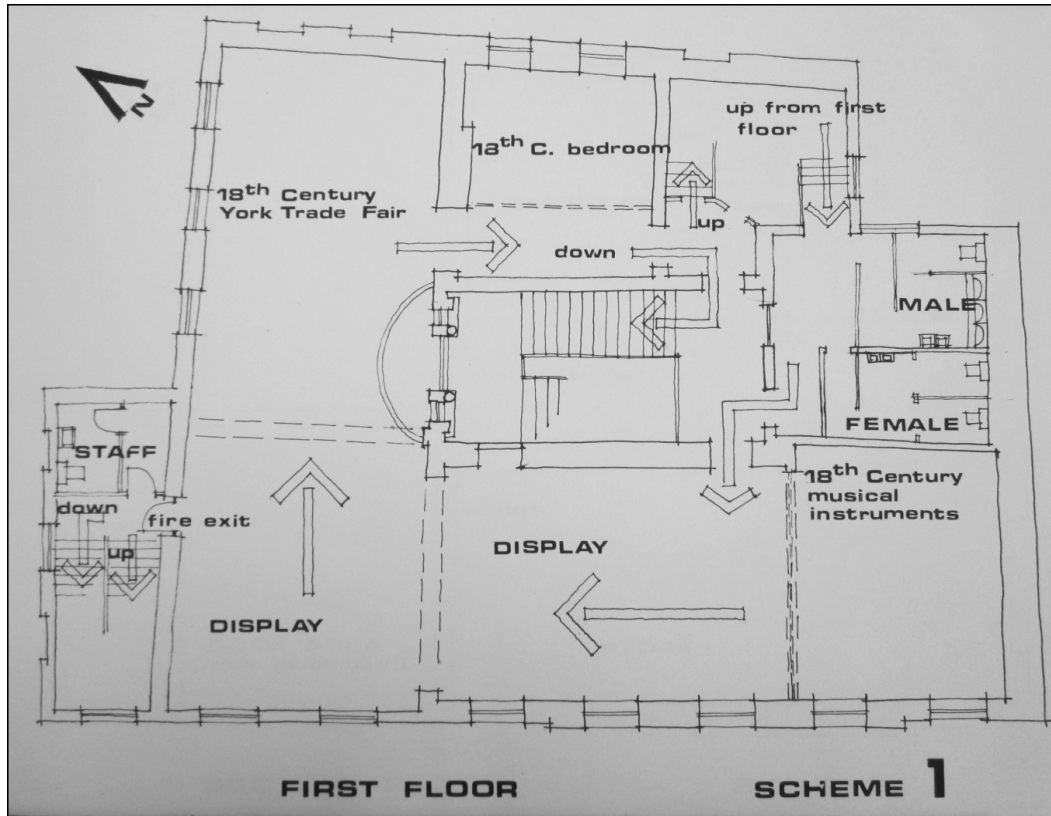 N
up from first
floor
18th C. bedroom
18th Century
York Trade Fair
up
down
MALE
FEMALE
STAFF
18th Century
musical
instruments
down
fire exit
up
DISPLAY
DISPLAY
FIRST FLOOR
SCHEME 1